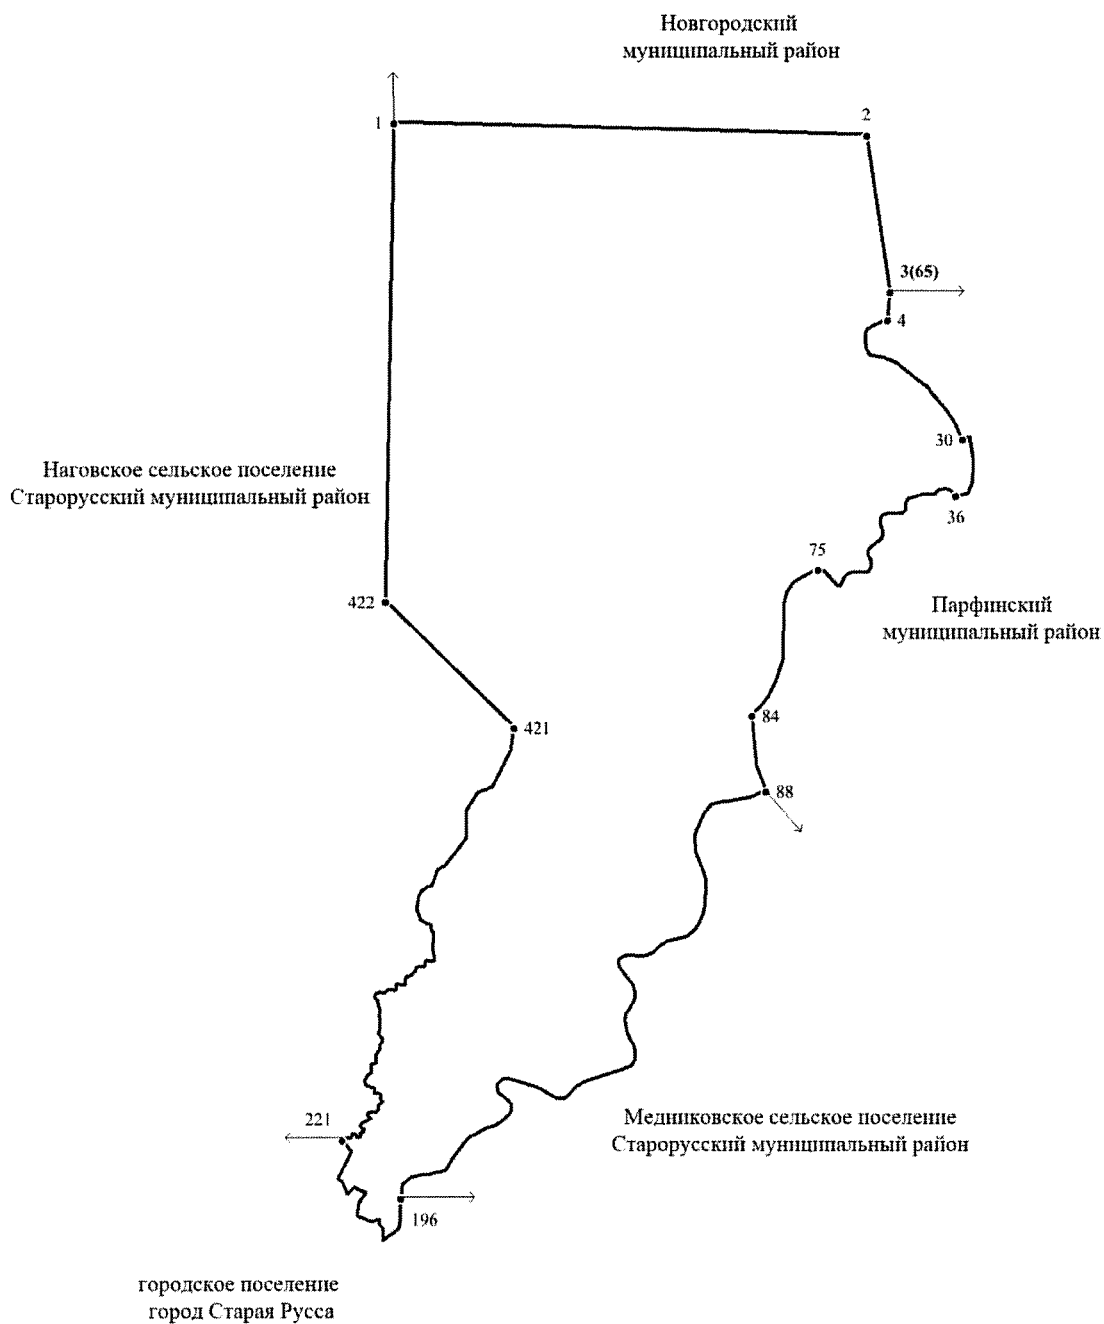 Новгородский
муниципальный район
1
2
3(65)
4
30
Наговское сельское поселение
Старорусский муниципальный район
36
75
422
Парфинский
муниципальный район
84
421
88
221
Медниковское сельское поселение
Старорусский муниципальный район
196
городское поселение
город Старая Русса